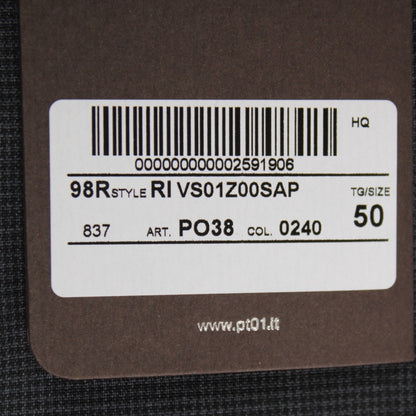 HQ
000000000002591906
98R STYLE RI VS01Z00SAP TG/SIZE
837 ART. PO38 COL. 0240 50
www.pt01.it